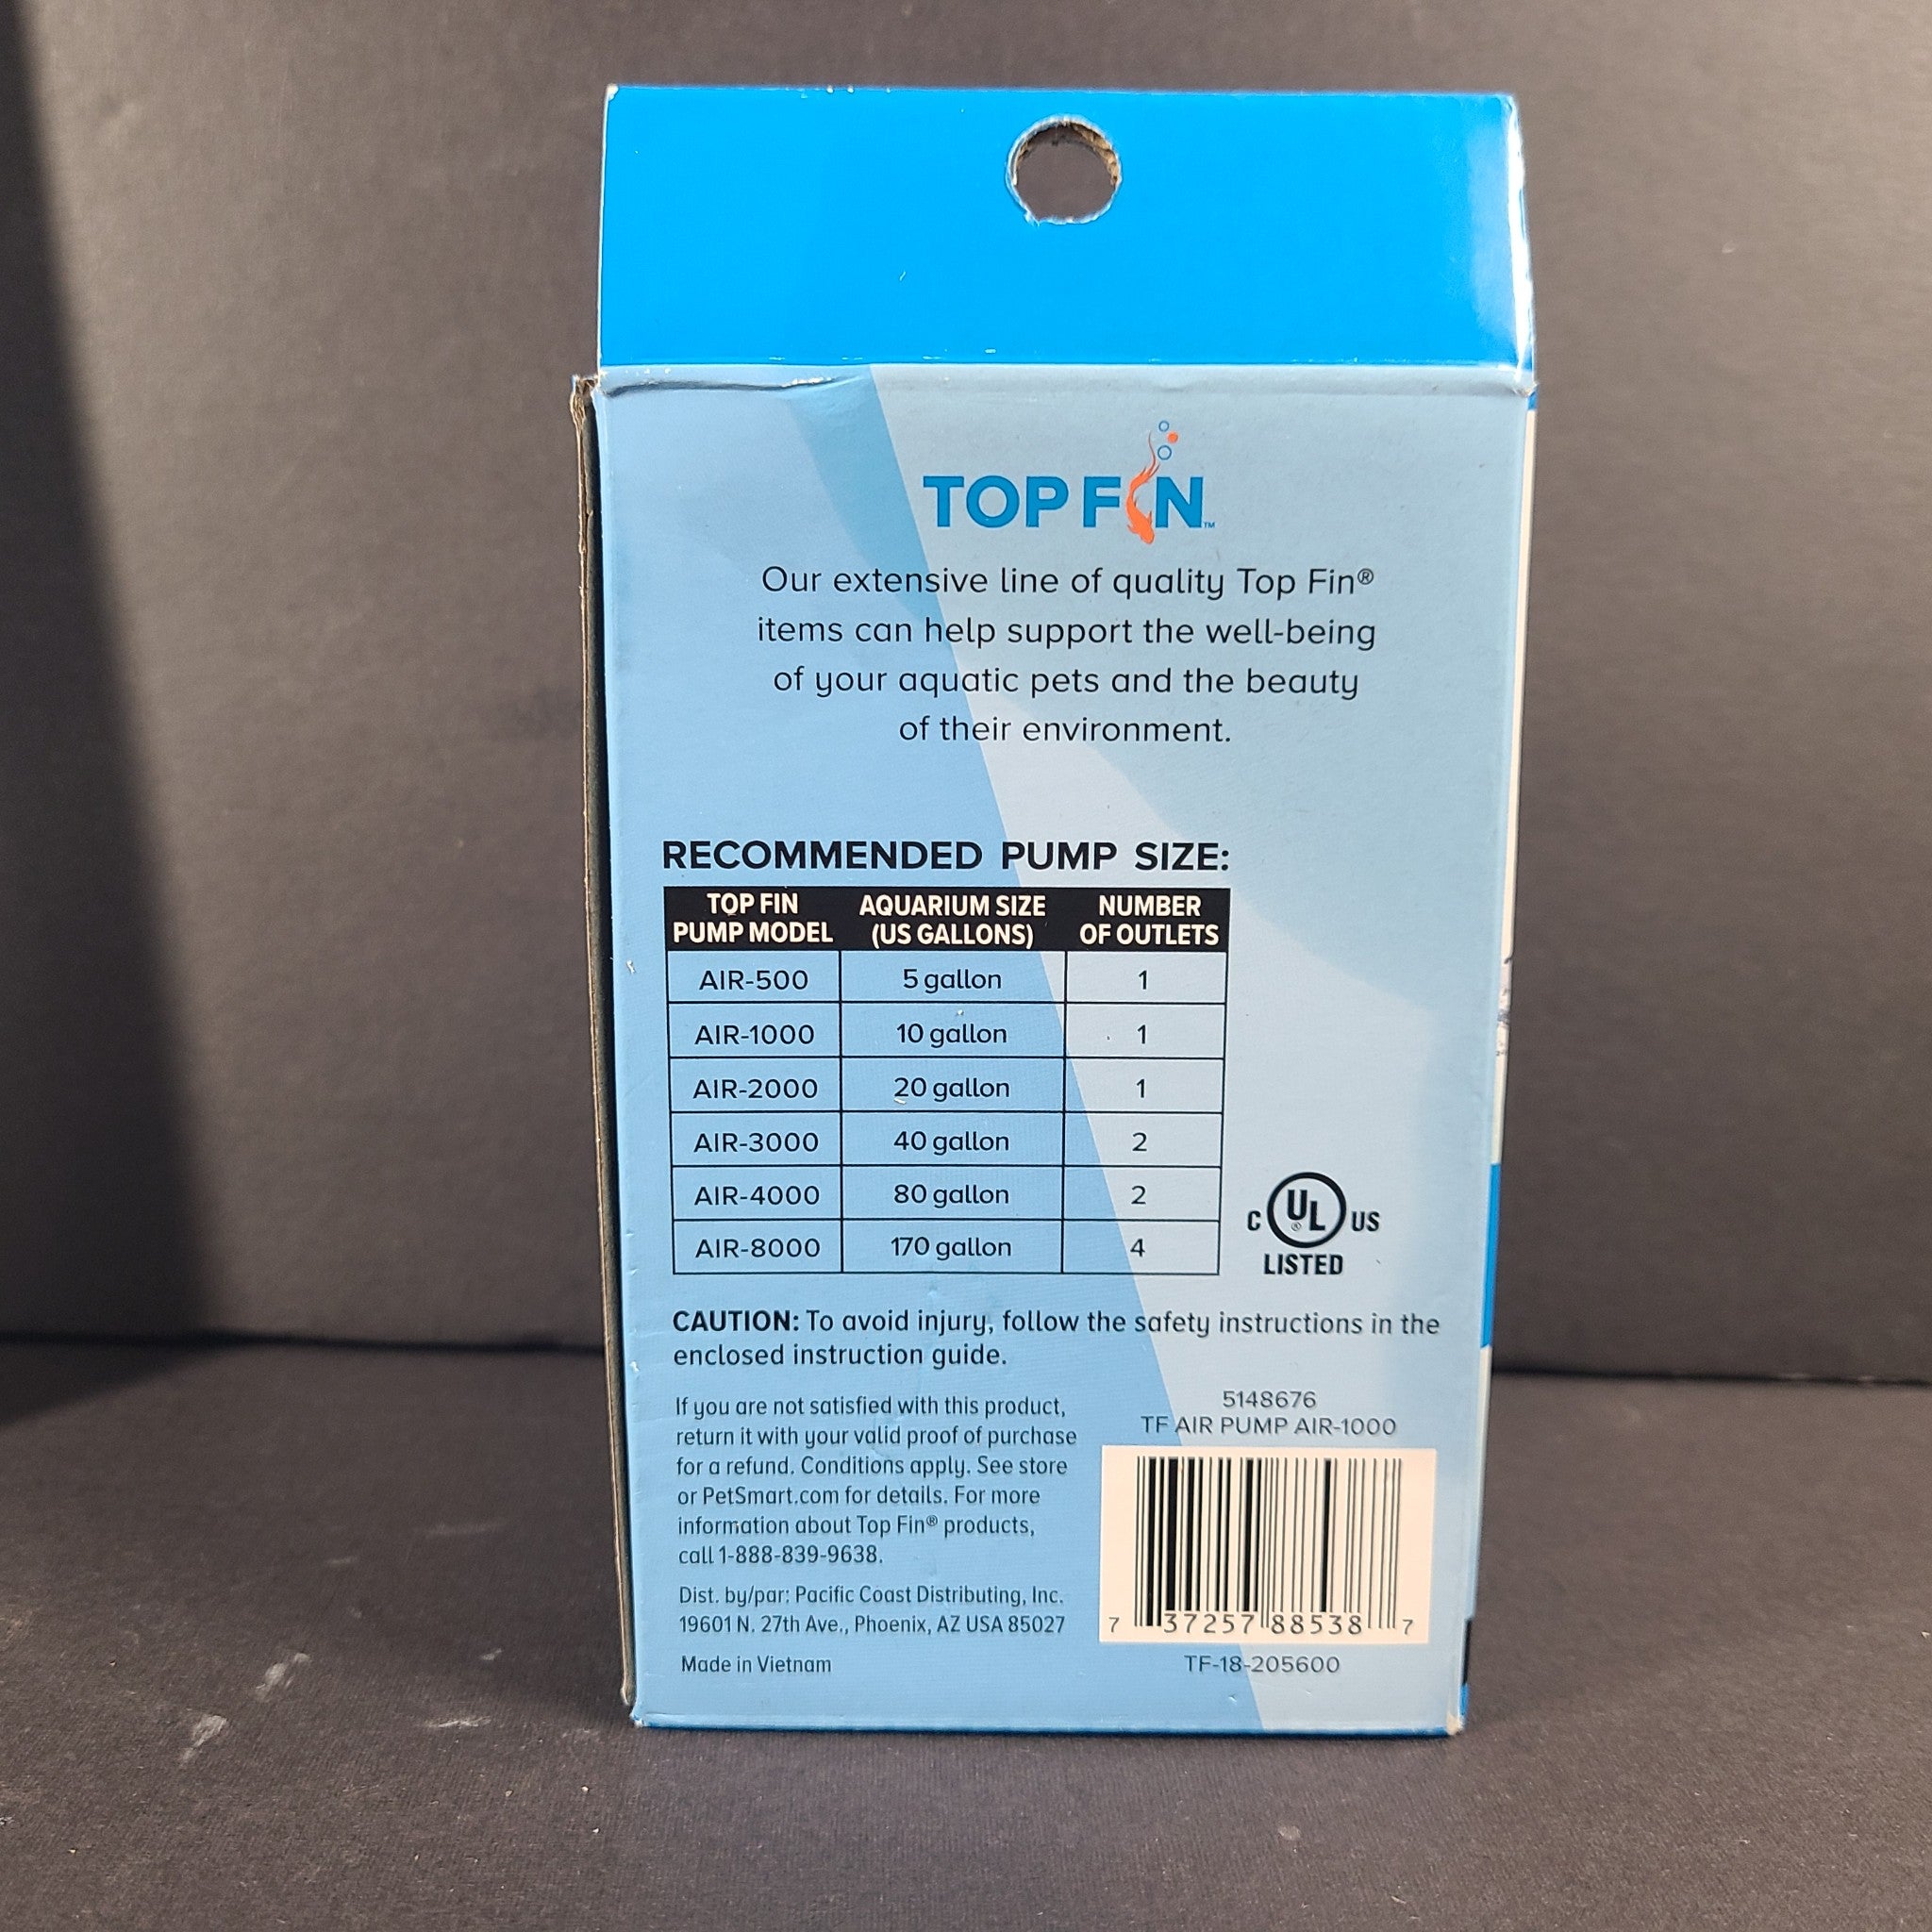 TOP FIN™
Our extensive line of quality Top Fin®
items can help support the well-being
of your aquatic pets and the beauty
of their environment.
RECOMMENDED PUMP SIZE:
TOP FIN PUMP MODEL AQUARIUM SIZE (US GALLONS) NUMBER OF OUTLETS
AIR-500 5 gallon 1
AIR-1000 10 gallon 1
AIR-2000 20 gallon 1
AIR-3000 40 gallon 2
AIR-4000 80 gallon 2
AIR-8000 170 gallon 4
C UL® US
LISTED
CAUTION: To avoid injury, follow the safety instructions in the
enclosed instruction guide.
If you are not satisfied with this product,
return it with your valid proof of purchase
for a refund. Conditions apply. See store
or PetSmart.com for details. For more
information about Top Fin® products,
call 1-888-839-9638.
Dist. by/par: Pacific Coast Distributing, Inc.
19601 N. 27th Ave., Phoenix, AZ USA 85027
Made in Vietnam
5148676
TF AIR PUMP AIR-1000
7 37257 88538 7
TF-18-205600